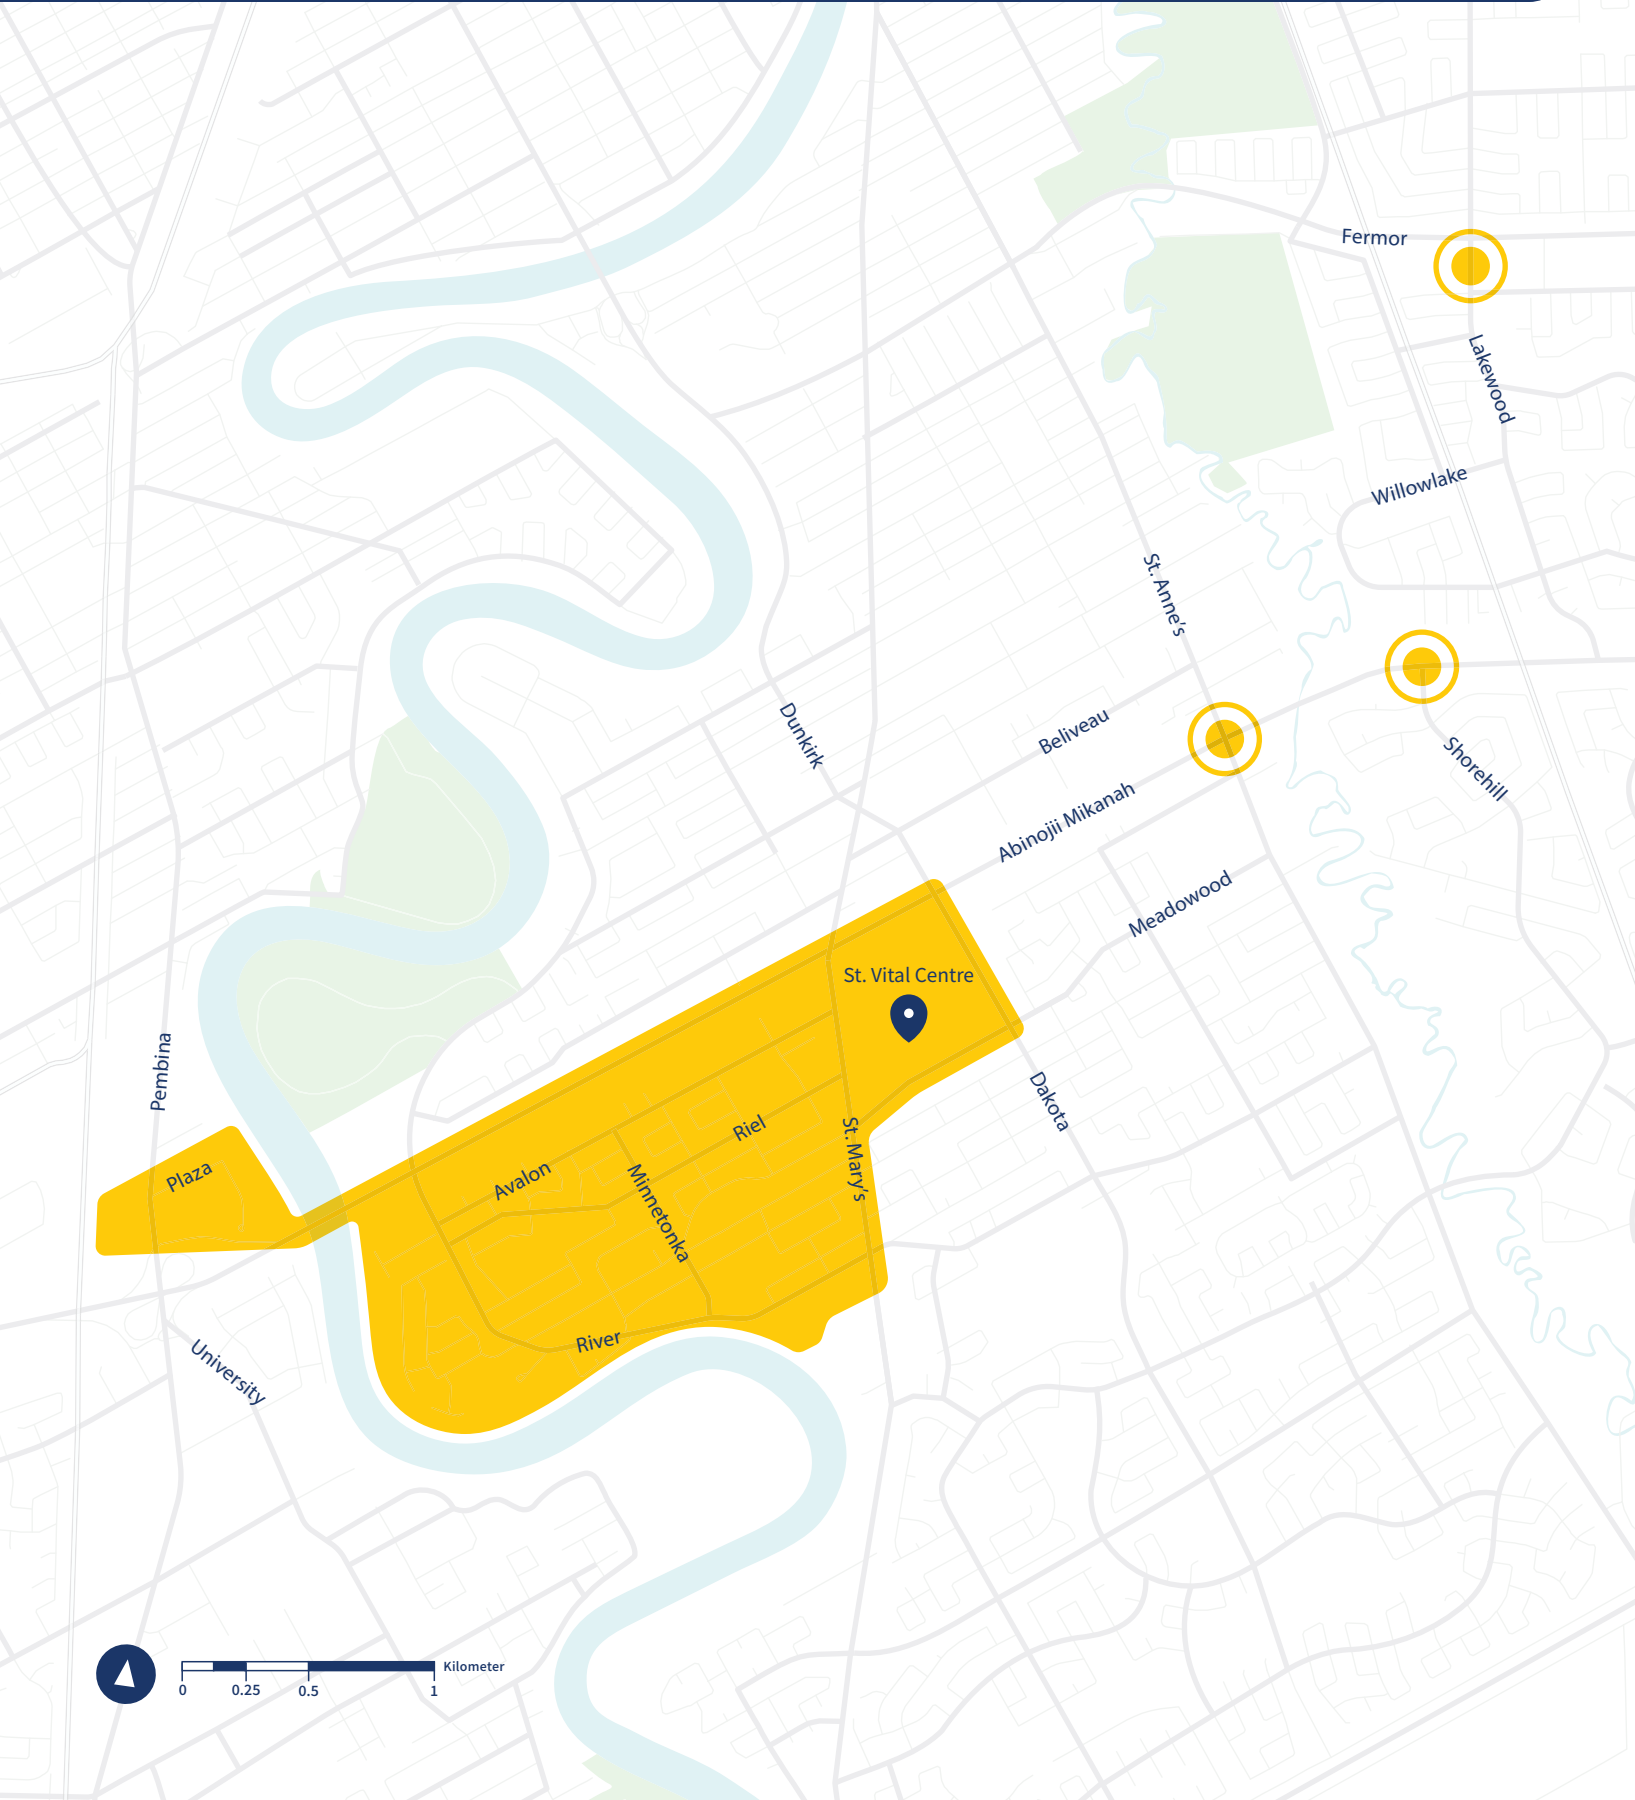 Fermor
Lakewood
Willowlake
St. Anne's
Dunkirk
Beliveau
Shorehill
Abinojii Mikanah
Meadowood
St. Vital Centre
Pembina
Dakota
Riel
St. Mary's
Plaza
Avalon
Minnetonka
River
University
Kilometer
0 0.25 0.5 1